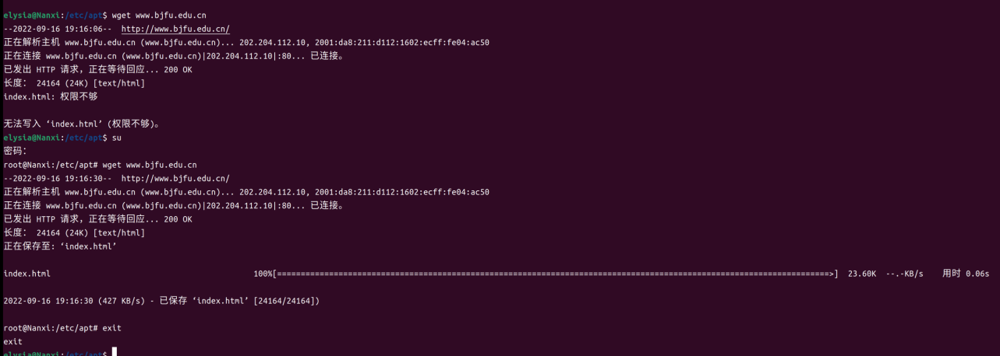 elysia@Nanxi:/etc/apt$ wget www.bjfu.edu.cn
--2022-09-16 19:16:06--  http://www.bjfu.edu.cn/
正在解析主机 www.bjfu.edu.cn (www.bjfu.edu.cn)... 202.204.112.10, 2001:da8:211:d112:1602:ecff:fe04:ac50
正在连接 www.bjfu.edu.cn (www.bjfu.edu.cn)|202.204.112.10|:80... 已连接。
已发出 HTTP 请求，正在等待回应... 200 OK
长度： 24164 (24K) [text/html]
index.html: 权限不够
无法写入 ‘index.html’ (权限不够)。
elysia@Nanxi:/etc/apt$ su
密码：
root@Nanxi:/etc/apt# wget www.bjfu.edu.cn
--2022-09-16 19:16:30--  http://www.bjfu.edu.cn/
正在解析主机 www.bjfu.edu.cn (www.bjfu.edu.cn)... 202.204.112.10, 2001:da8:211:d112:1602:ecff:fe04:ac50
正在连接 www.bjfu.edu.cn (www.bjfu.edu.cn)|202.204.112.10|:80... 已连接。
已发出 HTTP 请求，正在等待回应... 200 OK
长度： 24164 (24K) [text/html]
正在保存至: ‘index.html’
index.html 100%[=====================================================================================================================>] 23.60K --.-KB/s 用时 0.06s
2022-09-16 19:16:30 (427 KB/s) - 已保存 ‘index.html’ [24164/24164])
root@Nanxi:/etc/apt# exit
exit
elysia@Nanxi:/etc/apt$